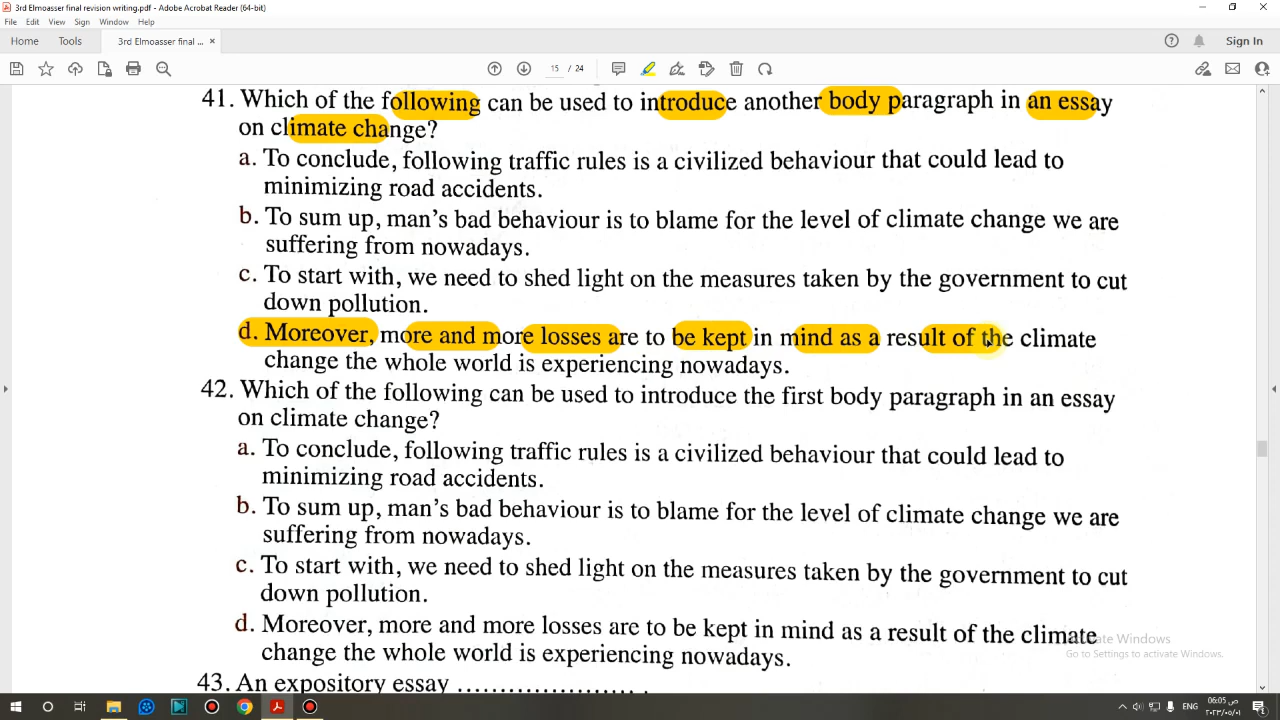 3rd Elmoasser final revision writing.pdf - Adobe Acrobat Reader (64-bit)
File Edit View Sign Window Help
Home Tools 3rd Elmoasser final ... × Sign In
15 / 24
41. Which of the following can be used to introduce another body paragraph in an essay
on climate change?
a. To conclude, following traffic rules is a civilized behaviour that could lead to
minimizing road accidents.
b. To sum up, man's bad behaviour is to blame for the level of climate change we are
suffering from nowadays.
c. To start with, we need to shed light on the measures taken by the government to cut
down pollution.
d. Moreover, more and more losses are to be kept in mind as a result of the climate
change the whole world is experiencing nowadays.
42. Which of the following can be used to introduce the first body paragraph in an essay
on climate change?
a. To conclude, following traffic rules is a civilized behaviour that could lead to
minimizing road accidents.
b. To sum up, man's bad behaviour is to blame for the level of climate change we are
suffering from nowadays.
c. To start with, we need to shed light on the measures taken by the government to cut
down pollution.
d. Moreover, more and more losses are to be kept in mind as a result of the climate
change the whole world is experiencing nowadays.
Activate Windows
Go to Settings to activate Windows.
43. An expository essay ......................
ENG 06:05 ص
٢٠٢٣/٠٥/٠١